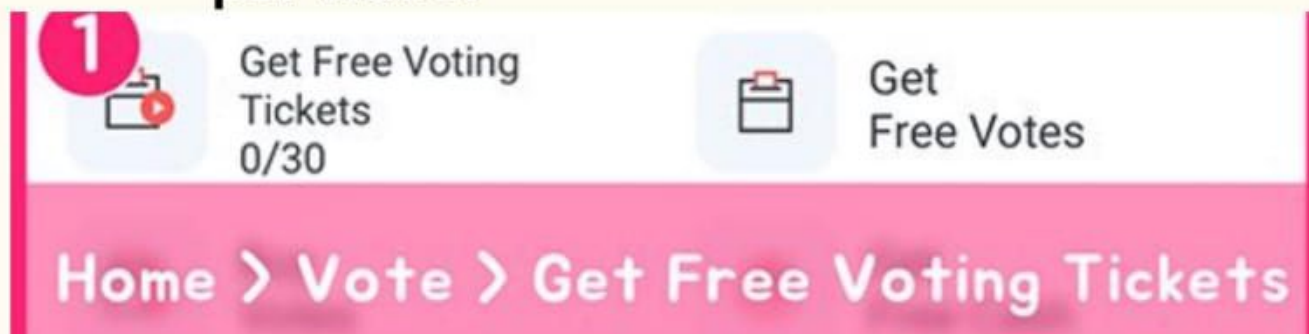 1
Get Free Voting
Tickets
0/30
Get
Free Votes
Home > Vote > Get Free Voting Tickets